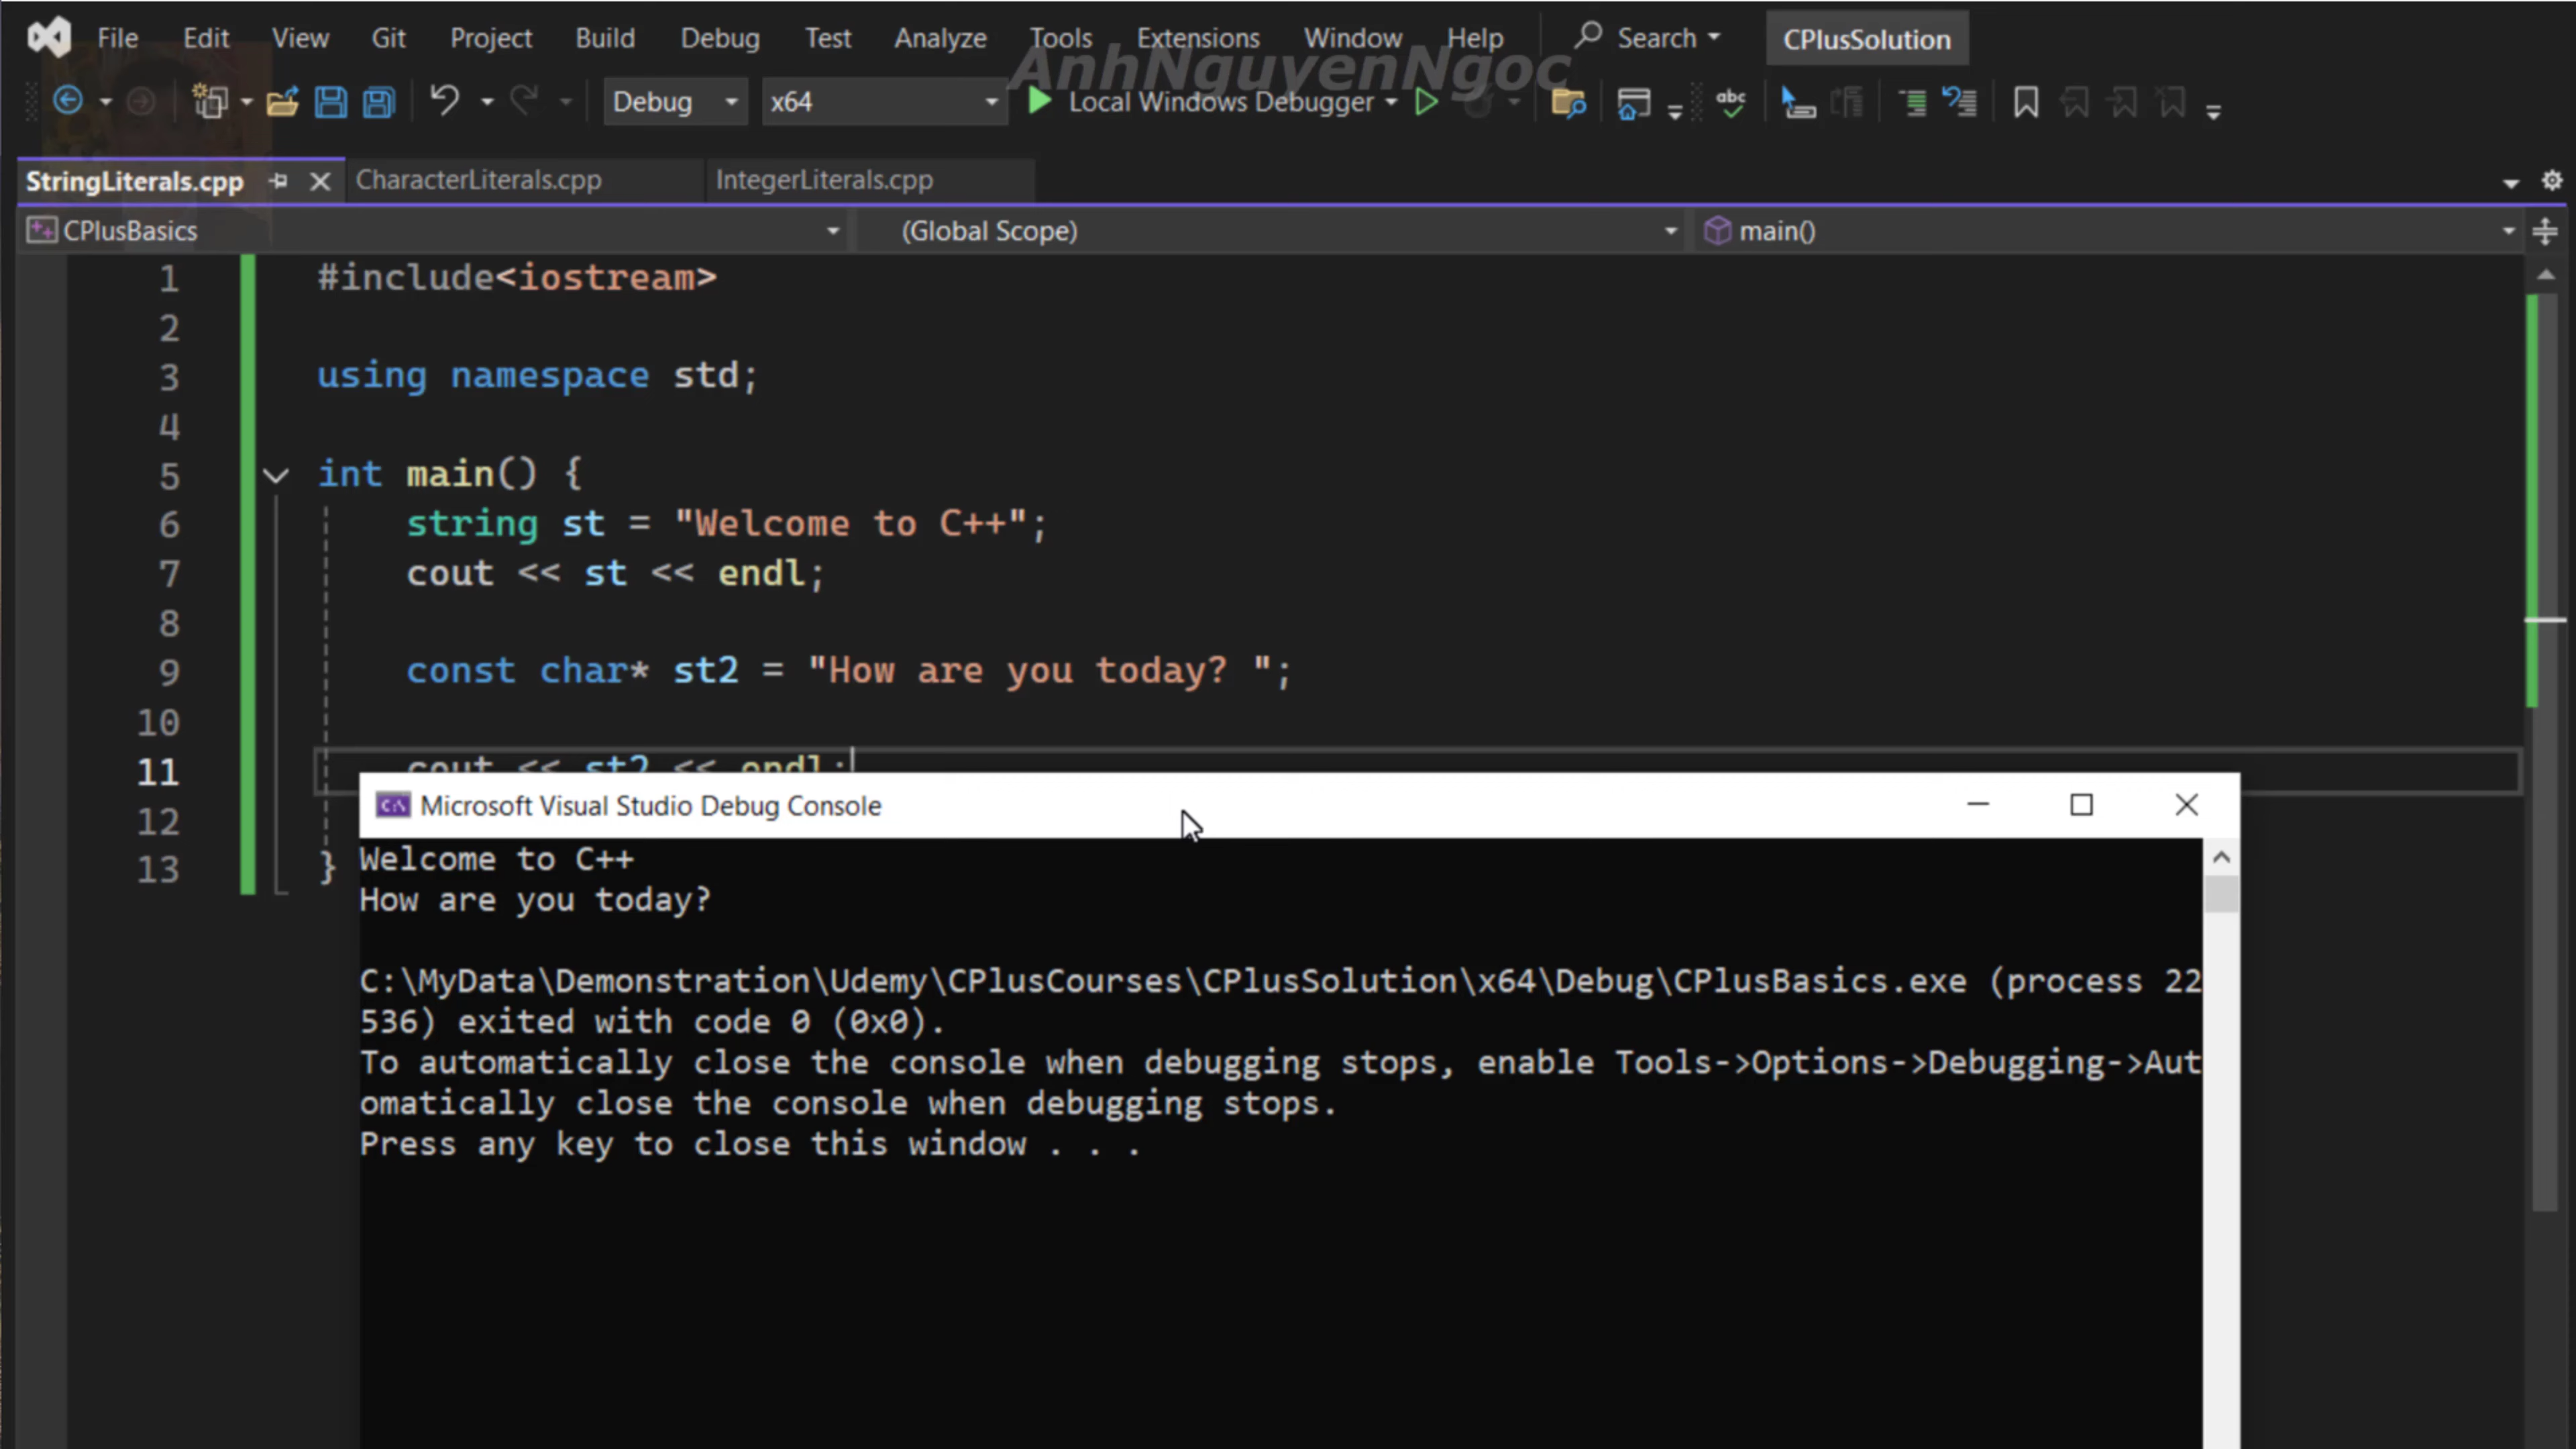 File Edit View Git Project Build Debug Test Analyze Tools Extensions Window Help Search CPlusSolution
AnhNguyenNgoc
Debug x64 Local Windows Debugger abc
StringLiterals.cpp CharacterLiterals.cpp IntegerLiterals.cpp
CPlusBasics (Global Scope) main()
1 #include<iostream>
2
3 using namespace std;
4
5 int main() {
6 string st = "Welcome to C++";
7 cout << st << endl;
8
9 const char* st2 = "How are you today? ";
10
11 cout << st2 << endl;
12
13 }
Microsoft Visual Studio Debug Console
Welcome to C++
How are you today?
C:\MyData\Demonstration\Udemy\CPlusCourses\CPlusSolution\x64\Debug\CPlusBasics.exe (process 22
536) exited with code 0 (0x0).
To automatically close the console when debugging stops, enable Tools->Options->Debugging->Aut
omatically close the console when debugging stops.
Press any key to close this window . . .